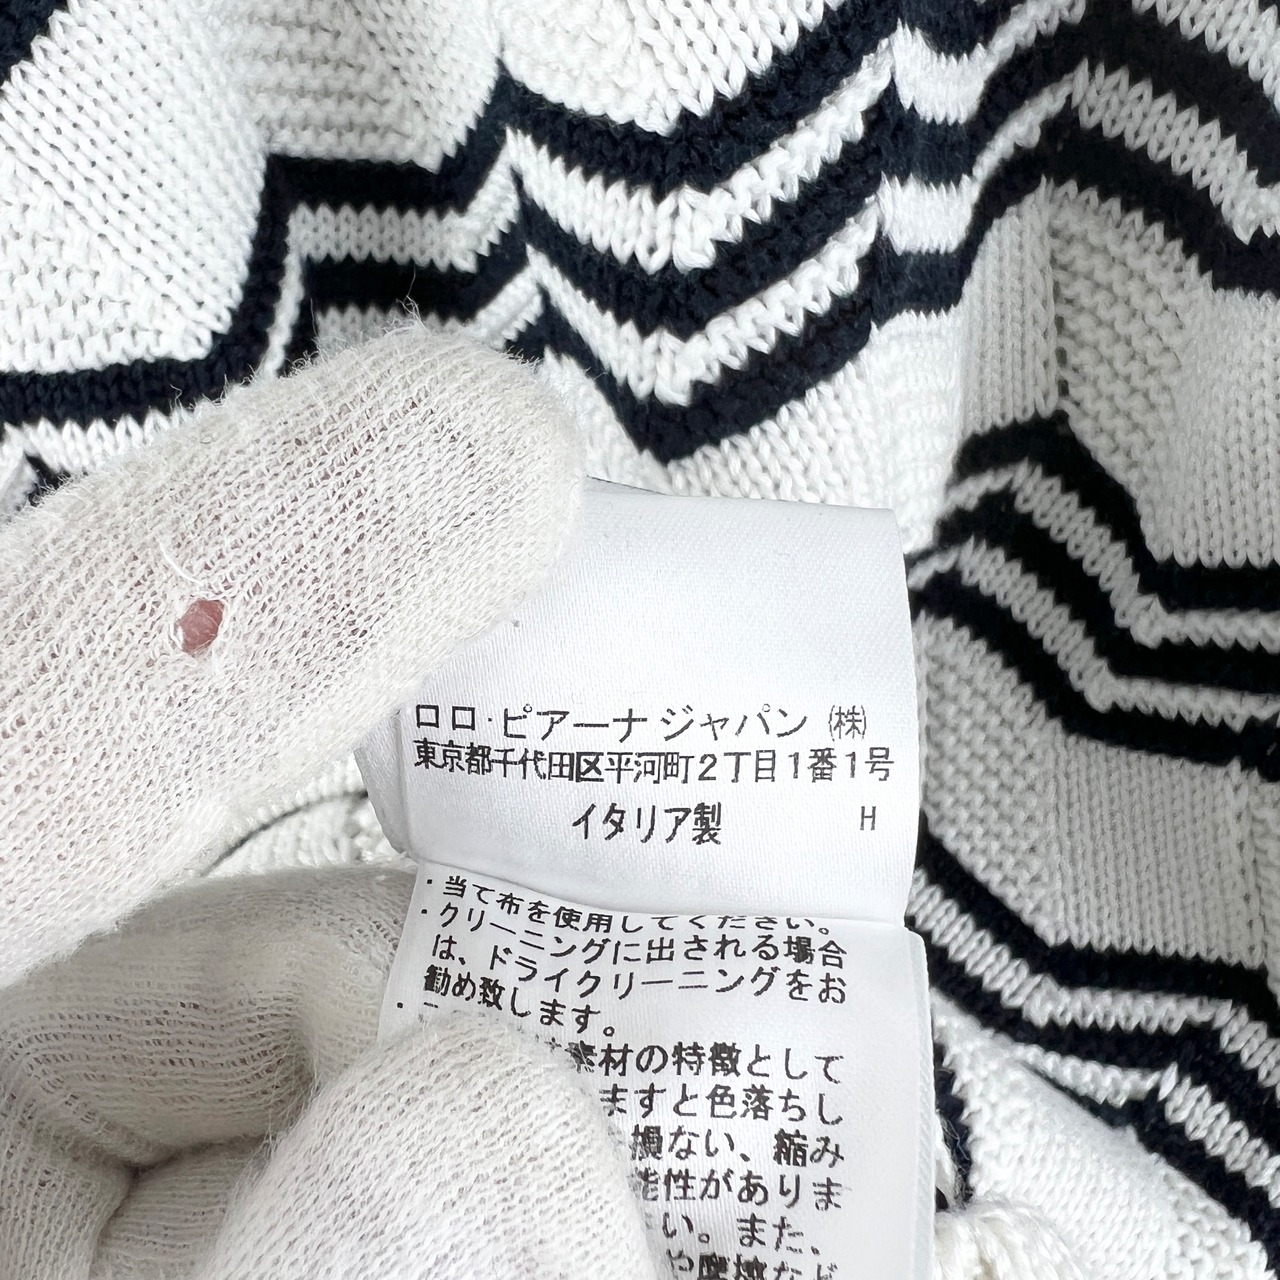 ロロ・ピアーナ ジャパン ㈱
東京都千代田区平河町2丁目1番1号
イタリア製 H
・当て布を使用してください。
・クリーニングに出される場合
は、ドライクリーニングをお
勧め致します。
素材の特徴として
ますと色落ちし
損ない、縮み
能性がありま
い。また、
や摩擦など